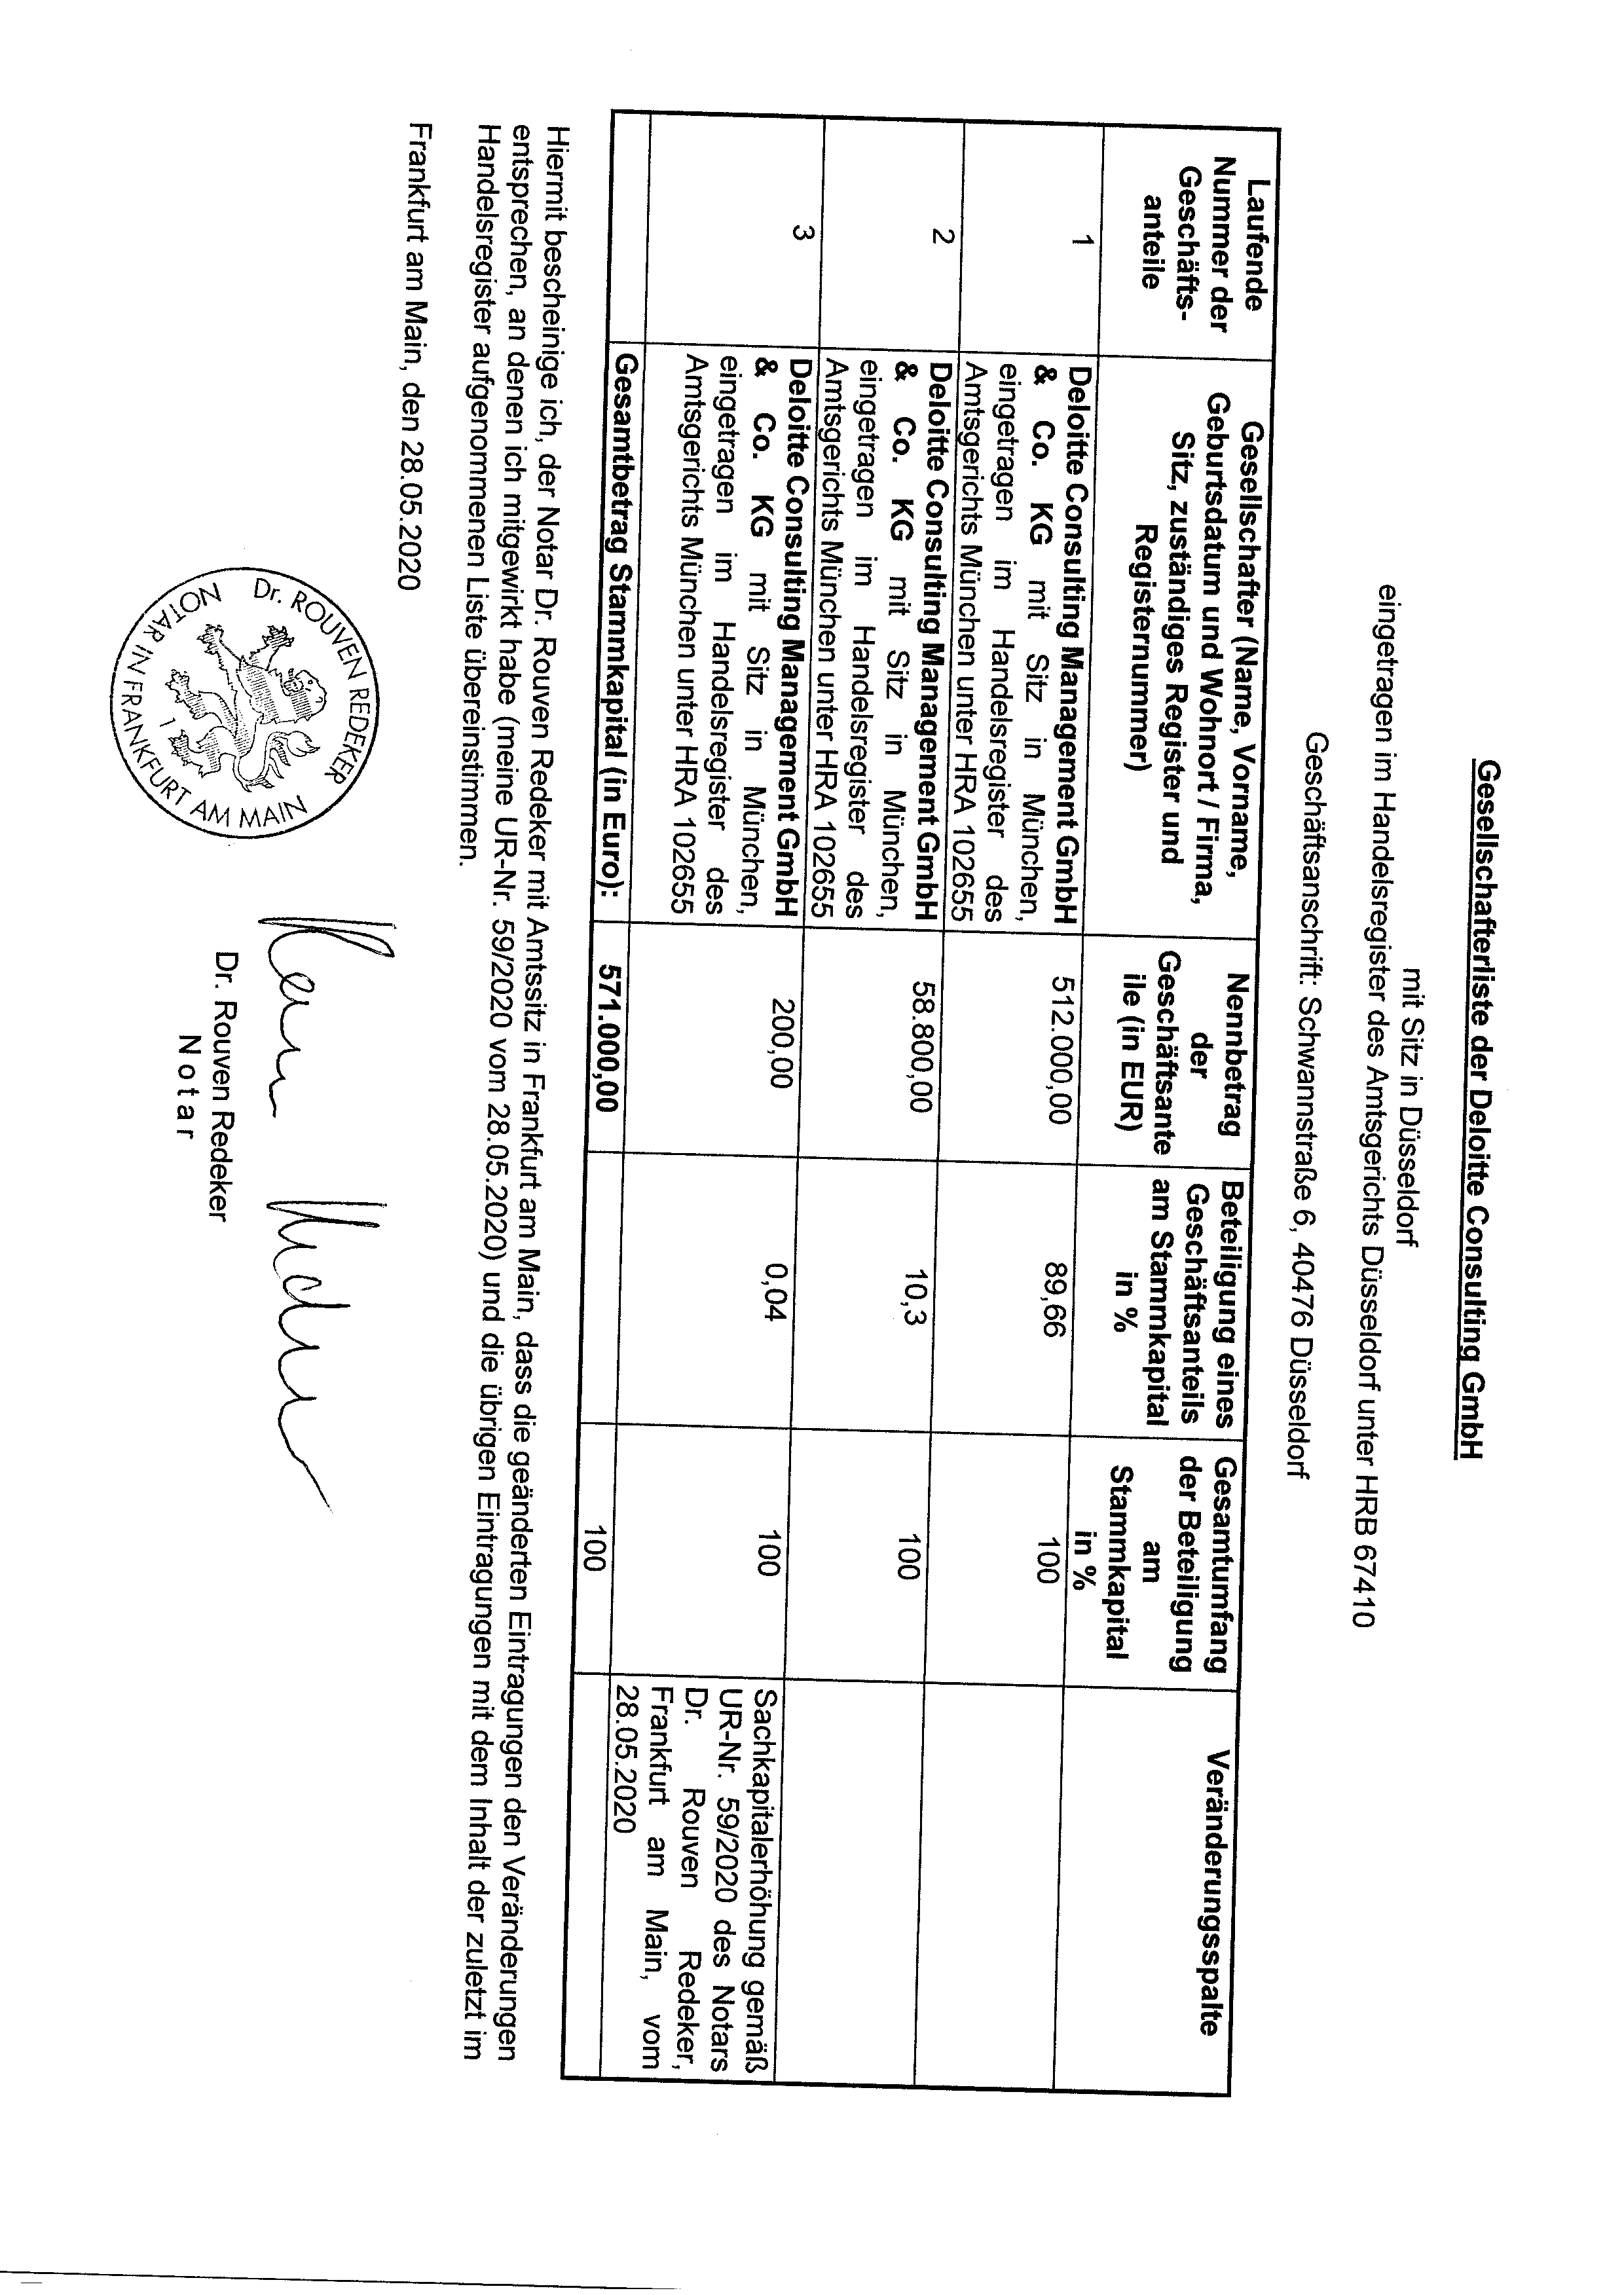 Gesellschafterliste der Deloitte Consulting GmbH
mit Sitz in Düsseldorf
eingetragen im Handelsregister des Amtsgerichts Düsseldorf unter HRB 67410
Geschäftsanschrift: Schwannstraße 6, 40476 Düsseldorf
Laufende
Nummer der
Geschäfts-
anteile
Gesellschafter (Name, Vorname,
Geburtsdatum und Wohnort / Firma,
Sitz, zuständiges Register und
Registernummer)
Nennbetrag
der
Geschäftsante
ile (in EUR)
Beteiligung eines
Geschäftsanteils
am Stammkapital
in %
Gesamtumfang
der Beteiligung
am
Stammkapital
in %
Veränderungsspalte
1
Deloitte Consulting Management GmbH
& Co. KG mit Sitz in München,
eingetragen im Handelsregister des
Amtsgerichts München unter HRA 102655
512.000,00
89,66
100
2
Deloitte Consulting Management GmbH
& Co. KG mit Sitz in München,
eingetragen im Handelsregister des
Amtsgerichts München unter HRA 102655
58.800,00
10,3
100
3
Deloitte Consulting Management GmbH
& Co. KG mit Sitz in München,
eingetragen im Handelsregister des
Amtsgerichts München unter HRA 102655
200,00
0,04
100
Sachkapitalerhöhung gemäß
UR-Nr. 59/2020 des Notars
Dr. Rouven Redeker,
Frankfurt am Main, vom
28.05.2020
Gesamtbetrag Stammkapital (in Euro):
571.000,00
100
Hiermit bescheinige ich, der Notar Dr. Rouven Redeker mit Amtssitz in Frankfurt am Main, dass die geänderten Eintragungen den Veränderungen
entsprechen, an denen ich mitgewirkt habe (meine UR-Nr. 59/2020 vom 28.05.2020) und die übrigen Eintragungen mit dem Inhalt der zuletzt im
Handelsregister aufgenommenen Liste übereinstimmen.
Frankfurt am Main, den 28.05.2020
Dr. ROUVEN REDEKER
NOTAR IN FRANKFURT AM MAIN
1
Dr. Rouven Redeker
N o t a r